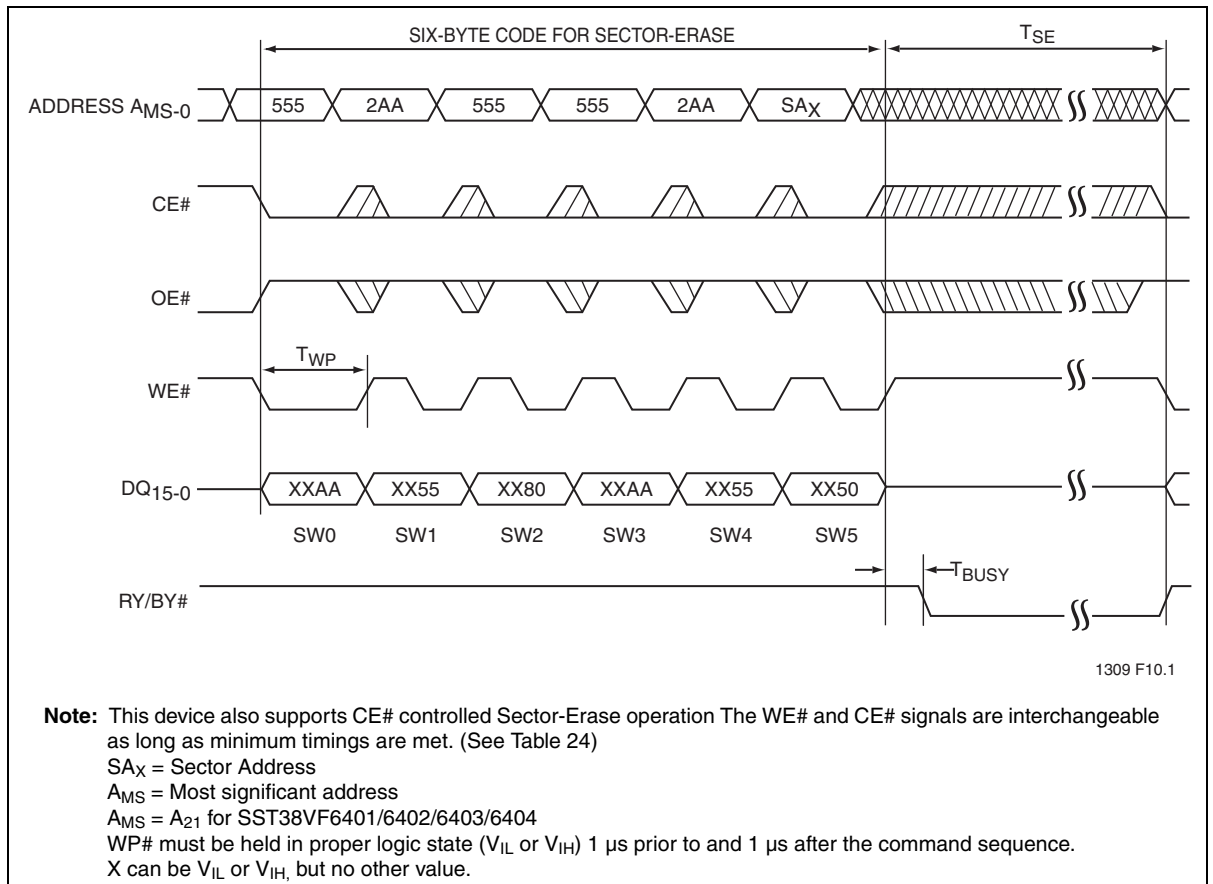 SIX-BYTE CODE FOR SECTOR-ERASE
TSE
ADDRESS AMS-0
555
2AA
555
555
2AA
SAX
CE#
OE#
TWP
WE#
DQ15-0
XXAA
XX55
XX80
XXAA
XX55
XX50
SW0
SW1
SW2
SW3
SW4
SW5
TBUSY
RY/BY#
1309 F10.1
Note: This device also supports CE# controlled Sector-Erase operation The WE# and CE# signals are interchangeable
as long as minimum timings are met. (See Table 24)
SAX = Sector Address
AMS = Most significant address
AMS = A21 for SST38VF6401/6402/6403/6404
WP# must be held in proper logic state (VIL or VIH) 1 µs prior to and 1 µs after the command sequence.
X can be VIL or VIH, but no other value.